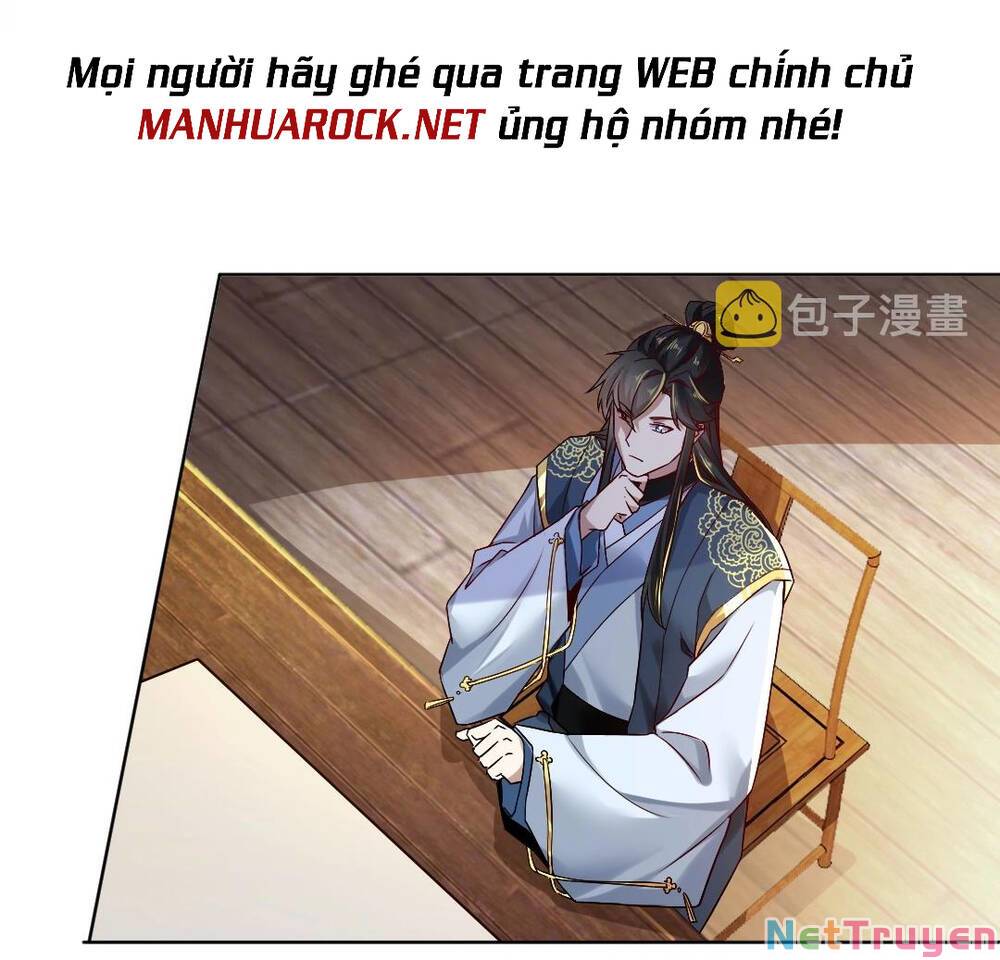 Mọi người hãy ghé qua trang WEB chính chủ
MANHUAROCK.NET ủng hộ nhóm nhé!
包子漫畫
NetTruyen